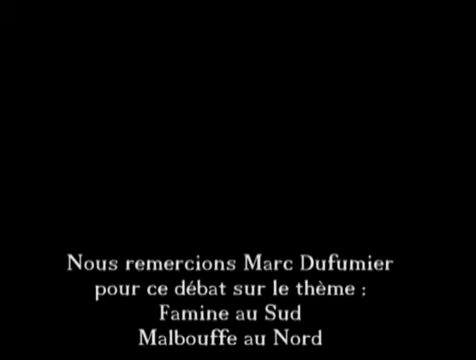 Nous remercions Marc Dufumier
pour ce débat sur le thème :
Famine au Sud
Malbouffe au Nord